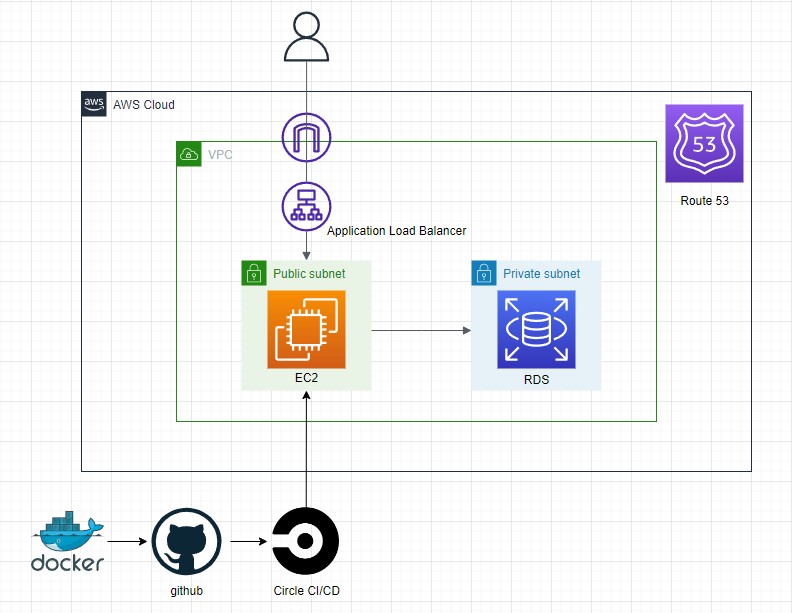 aws
AWS Cloud
VPC
53
Route 53
Application Load Balancer
Public subnet
Private subnet
EC2
RDS
docker
github
Circle CI/CD